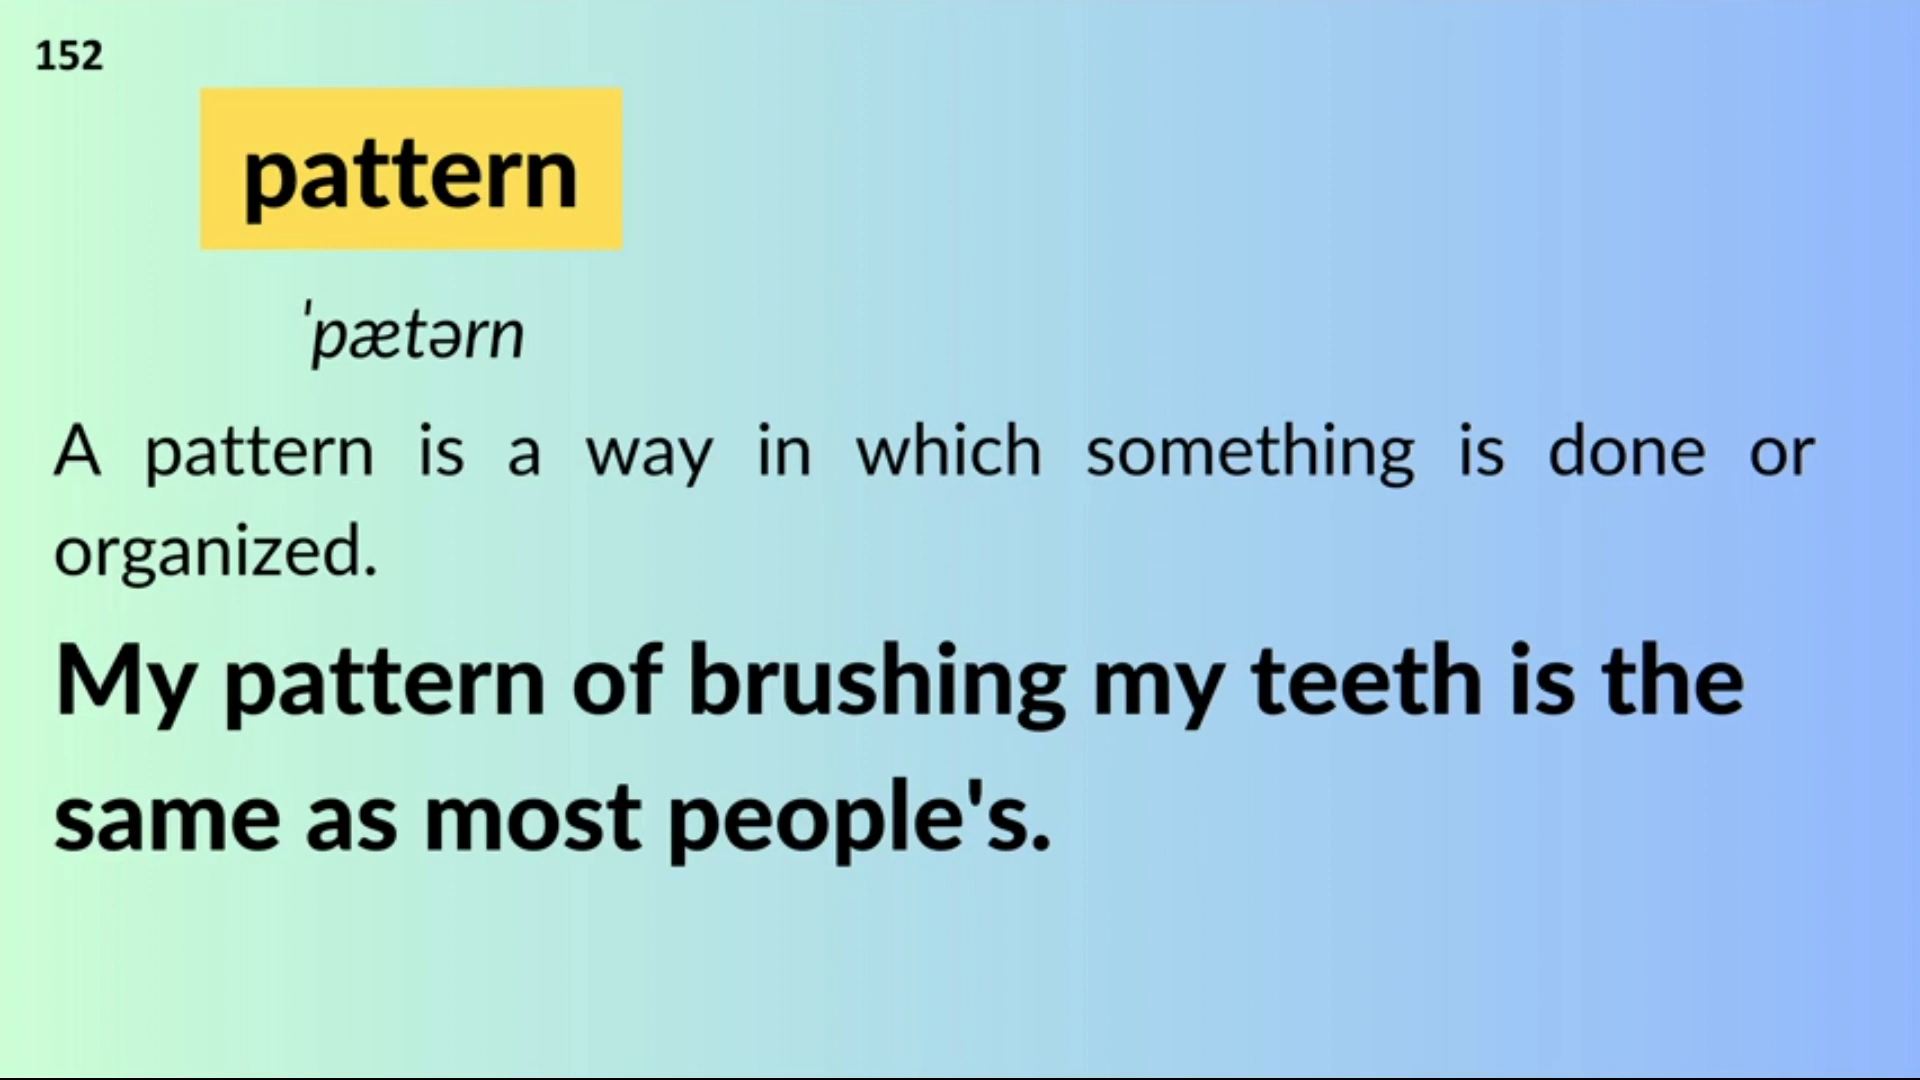 152
pattern
ˈpætərn
A pattern is a way in which something is done or
organized.
My pattern of brushing my teeth is the
same as most people's.